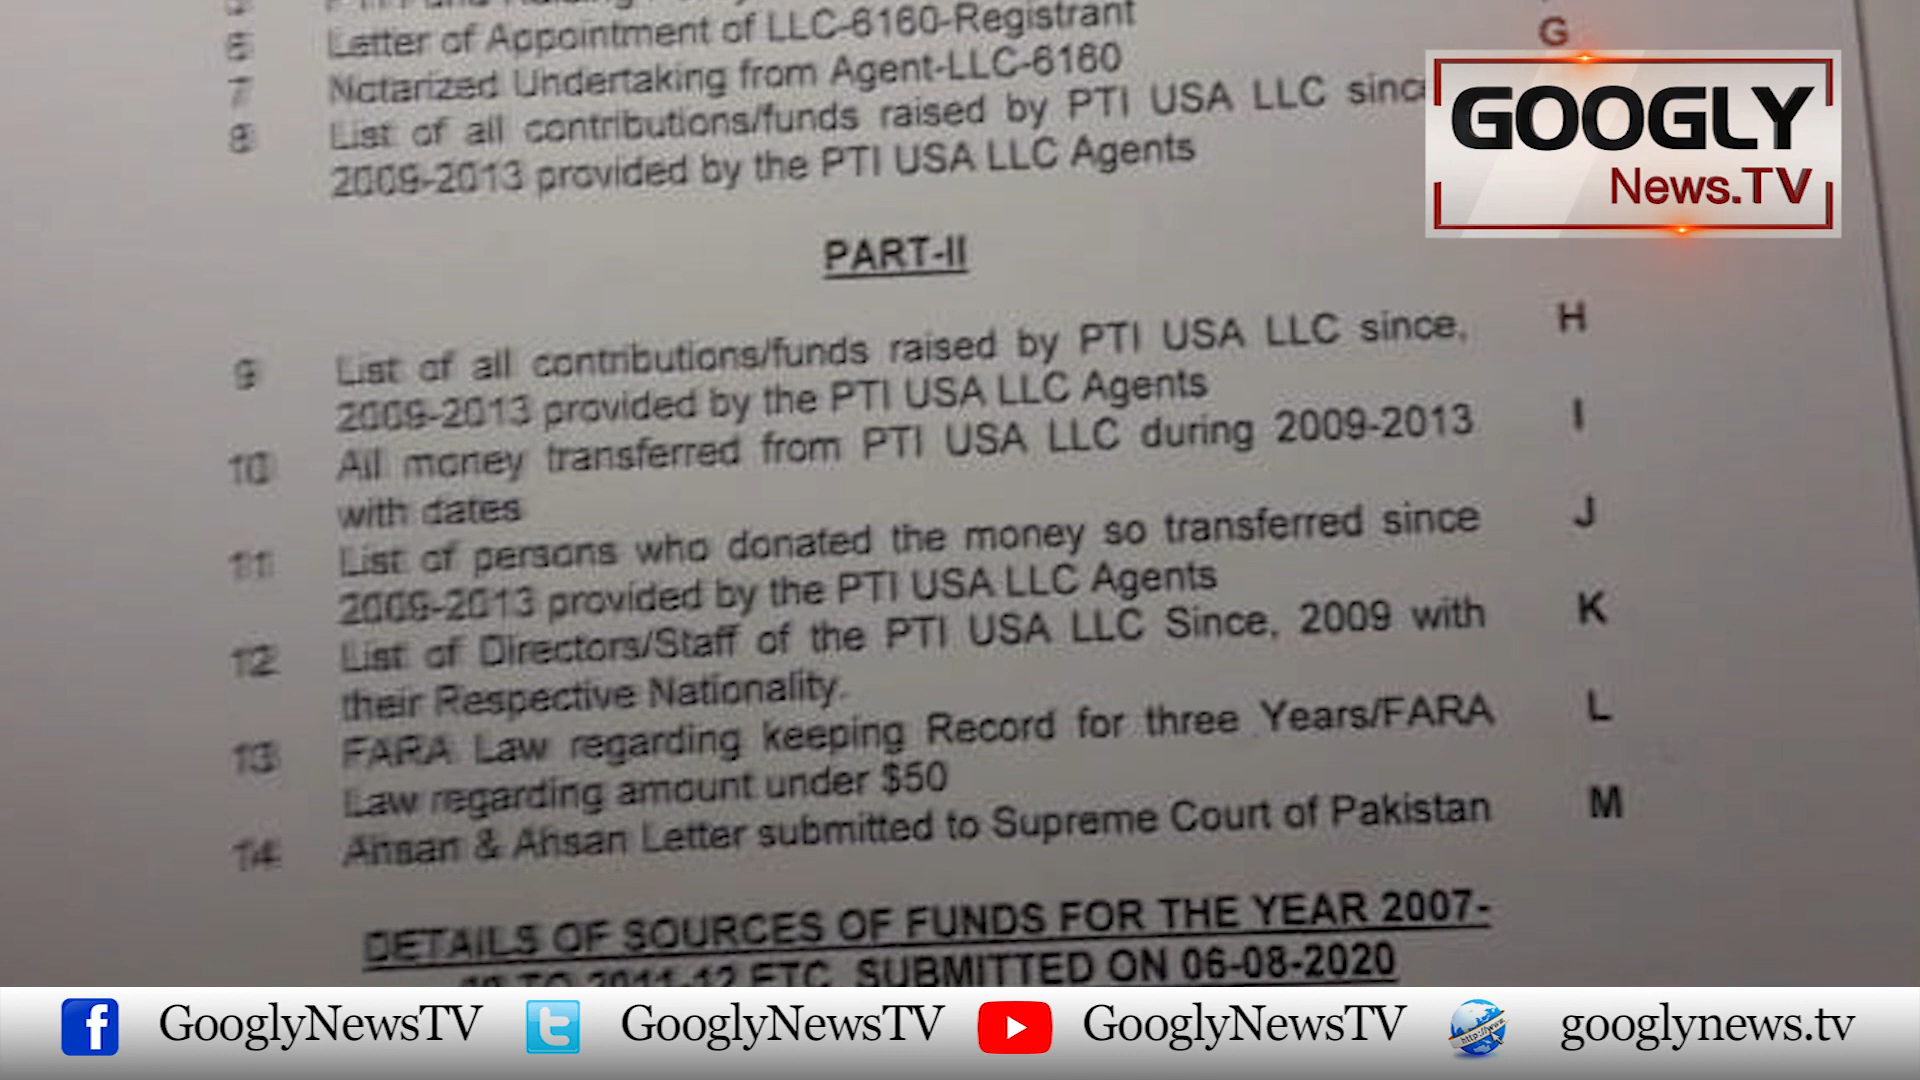 6 Letter of Appointment of LLC-6160-Registrant G
7 Notarized Undertaking from Agent-LLC-6160
8 List of all contributions/funds raised by PTI USA LLC
2009-2013 provided by the PTI USA LLC Agents
GOOGLY
News.TV
PART-II
9 List of all contributions/funds raised by PTI USA LLC since, H
2009-2013 provided by the PTI USA LLC Agents
10 All money transferred from PTI USA LLC during 2009-2013 I
with dates
11 List of persons who donated the money so transferred since J
2009-2013 provided by the PTI USA LLC Agents
12 List of Directors/Staff of the PTI USA LLC Since, 2009 with K
their Respective Nationality.
13 FARA Law regarding keeping Record for three Years/FARA L
Law regarding amount under $50
14 Ahsan & Ahsan Letter submitted to Supreme Court of Pakistan M
DETAILS OF SOURCES OF FUNDS FOR THE YEAR 2007-
TO 2011-12 ETC. SUBMITTED ON 06-08-2020
GooglyNewsTV GooglyNewsTV GooglyNewsTV googlynews.tv